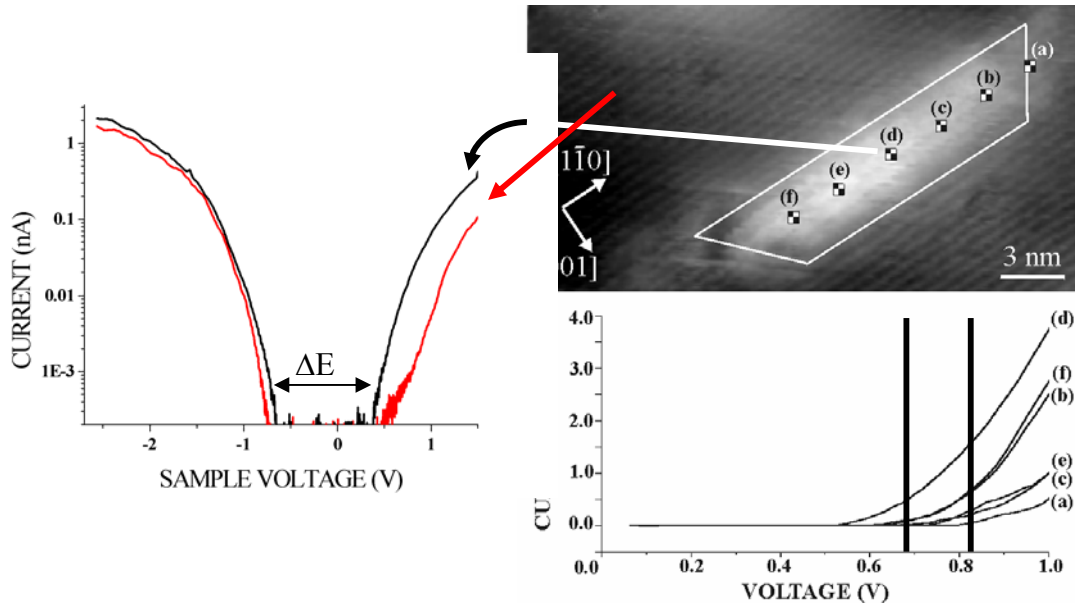 1
0.1
0.01
1E-3
CURRENT (nA)
ΔE
-2
-1
0
1
SAMPLE VOLTAGE (V)
(a)
(b)
(c)
(d)
(e)
(f)
1̄10]
01]
3 nm
4.0
3.0
2.0
1.0
0.0
CU
(d)
(f)
(b)
(e)
(c)
(a)
0.0
0.2
0.4
0.6
0.8
1.0
VOLTAGE (V)